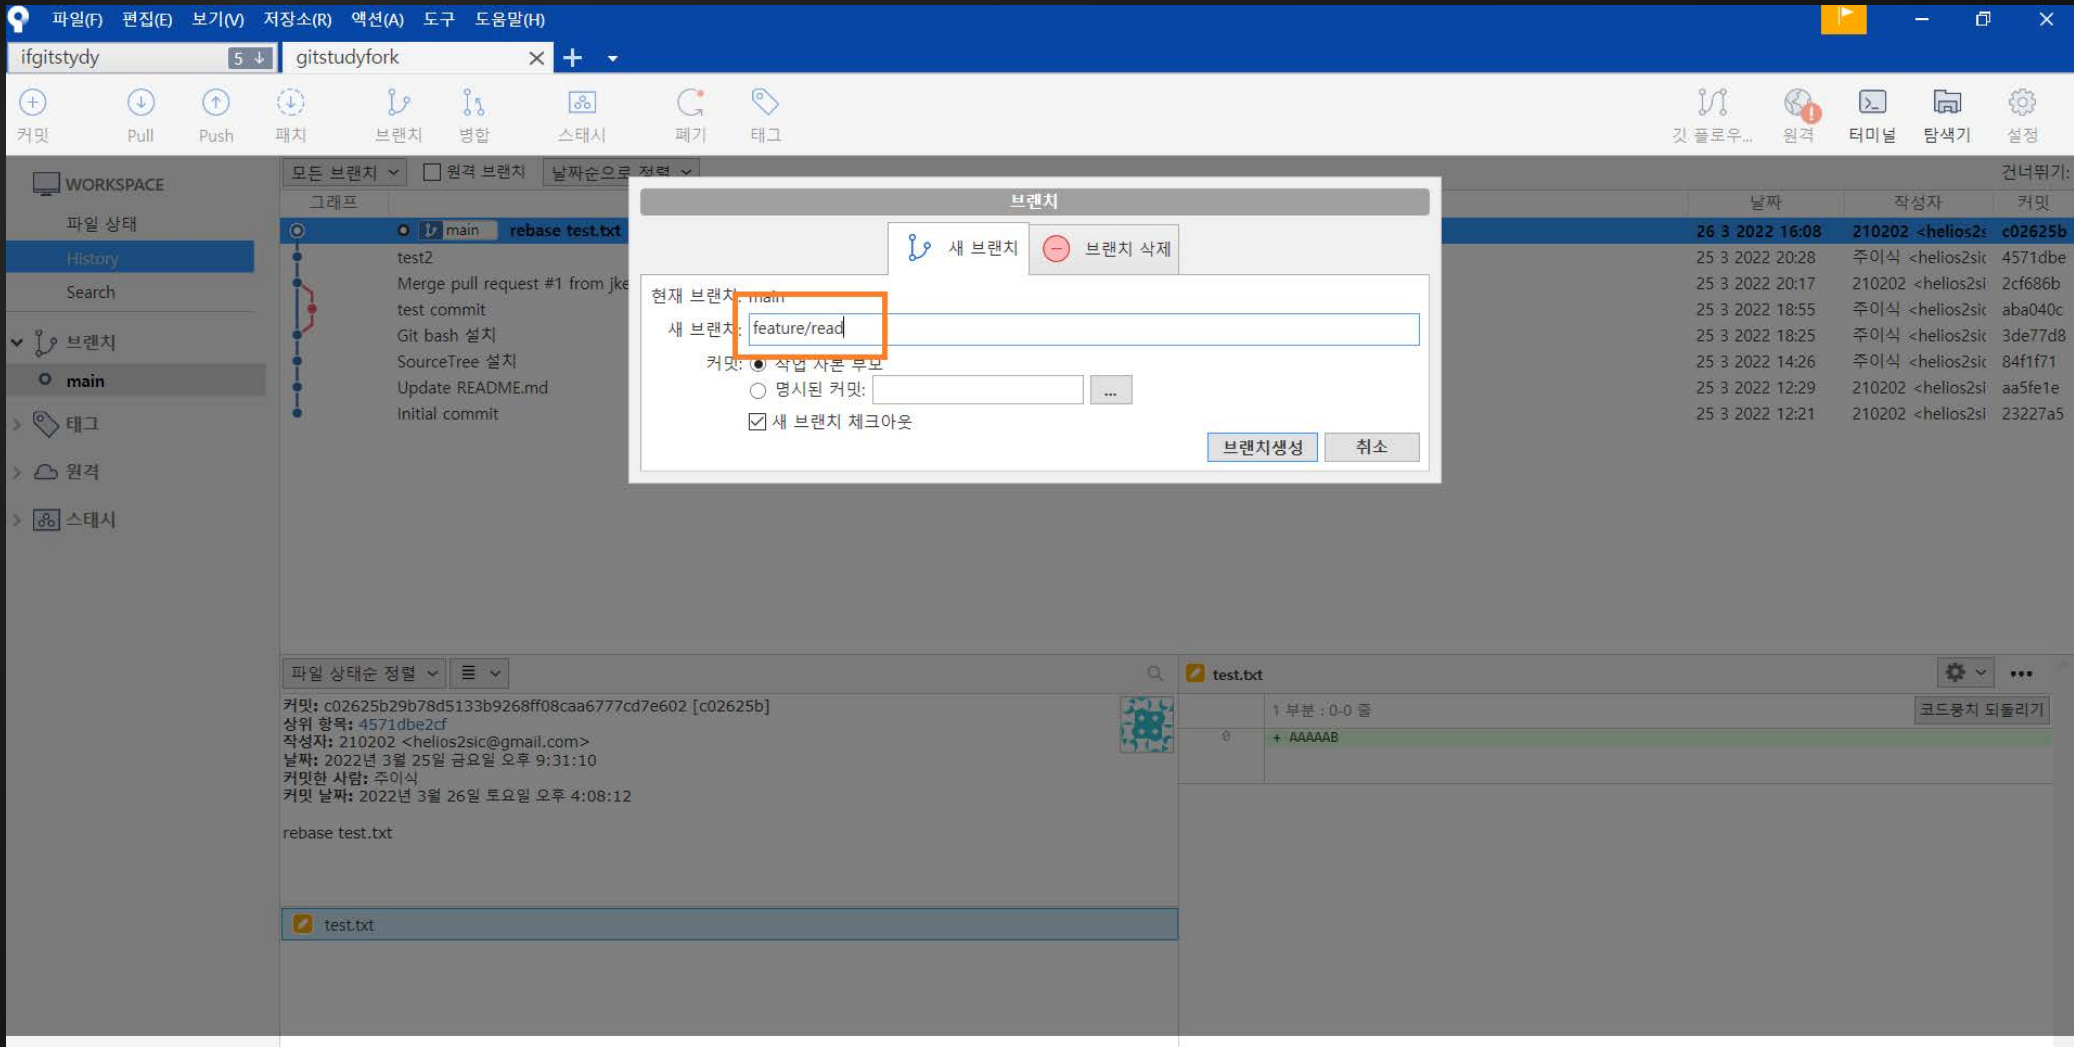 파일(F) 편집(E) 보기(V) 저장소(R) 액션(A) 도구 도움말(H)
ifgitstydy 5 gitstudyfork
커밋 Pull Push 패치 브랜치 병합 스태시 폐기 태그 깃 플로우... 원격 터미널 탐색기 설정
WORKSPACE
파일 상태
History
Search
브랜치
main
태그
원격
스태시
모든 브랜치 원격 브랜치 날짜순으로 정렬 건너뛰기:
그래프 날짜 작성자 커밋
main rebase test.txt 26 3 2022 16:08 210202 <helios2s c02625b
test2 25 3 2022 20:28 주이식 <helios2sic 4571dbe
Merge pull request #1 from jke 25 3 2022 20:17 210202 <helios2si 2cf686b
test commit 25 3 2022 18:55 주이식 <helios2sic aba040c
Git bash 설치 25 3 2022 18:25 주이식 <helios2sic 3de77d8
SourceTree 설치 25 3 2022 14:26 주이식 <helios2sic 84f1f71
Update README.md 25 3 2022 12:29 210202 <helios2si aa5fe1e
Initial commit 25 3 2022 12:21 210202 <helios2si 23227a5
브랜치
새 브랜치 브랜치 삭제
현재 브랜치: main
새 브랜치: feature/read
커밋: 작업 사본 부모
명시된 커밋: ...
새 브랜치 체크아웃
브랜치생성 취소
파일 상태순 정렬
커밋: c02625b29b78d5133b9268ff08caa6777cd7e602 [c02625b]
상위 항목: 4571dbe2cf
작성자: 210202 <helios2sic@gmail.com>
날짜: 2022년 3월 25일 금요일 오후 9:31:10
커밋한 사람: 주이식
커밋 날짜: 2022년 3월 26일 토요일 오후 4:08:12
rebase test.txt
test.txt
test.txt
1 부분 : 0-0 줄 코드뭉치 되돌리기
0 + AAAAAB